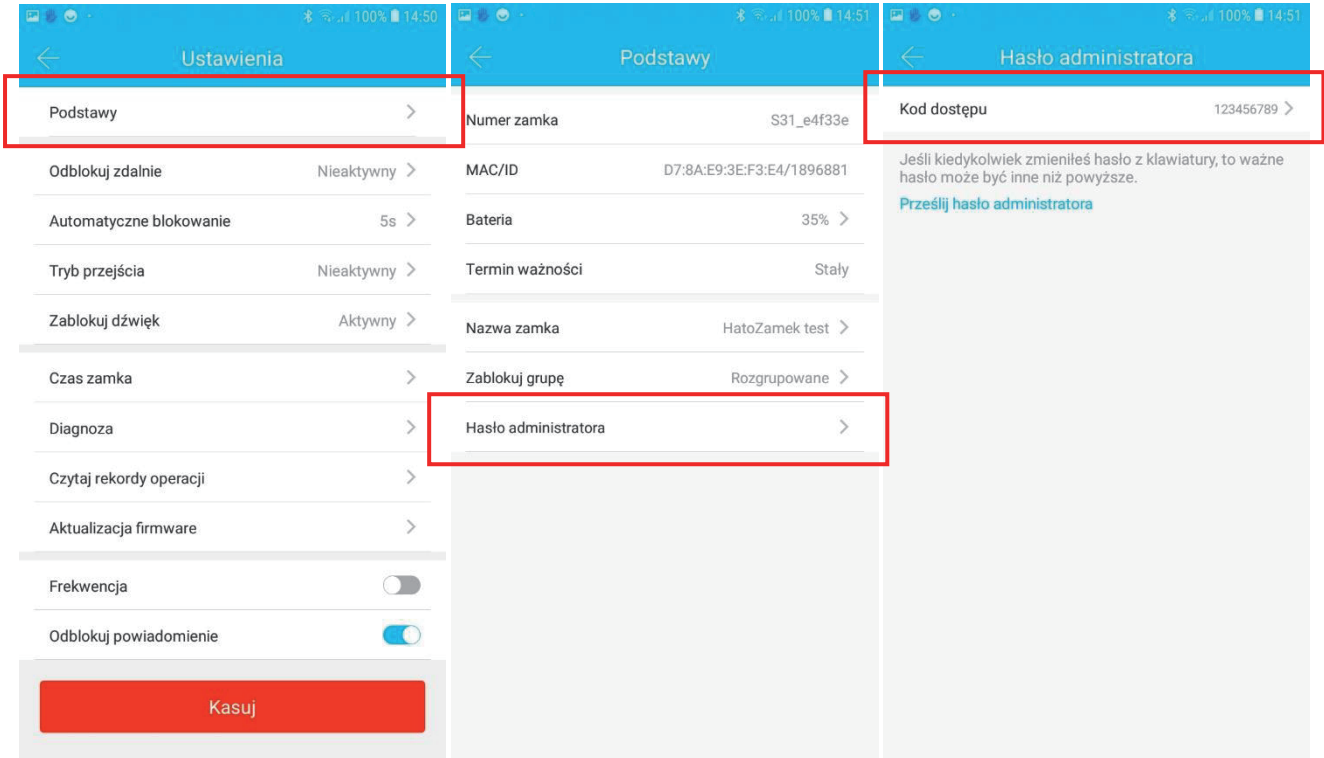 100% 14:50
Ustawienia
Podstawy
Odblokuj zdalnie Nieaktywny
Automatyczne blokowanie 5s
Tryb przejścia Nieaktywny
Zablokuj dźwięk Aktywny
Czas zamka
Diagnoza
Czytaj rekordy operacji
Aktualizacja firmware
Frekwencja
Odblokuj powiadomienie
Kasuj
100% 14:51
Podstawy
Numer zamka S31_e4f33e
MAC/ID D7:8A:E9:3E:F3:E4/1896881
Bateria 35%
Termin ważności Stały
Nazwa zamka HatoZamek test
Zablokuj grupę Rozgrupowane
Hasło administratora
100% 14:51
Hasło administratora
Kod dostępu 123456789
Jeśli kiedykolwiek zmieniłeś hasło z klawiatury, to ważne
hasło może być inne niż powyższe.
Prześlij hasło administratora